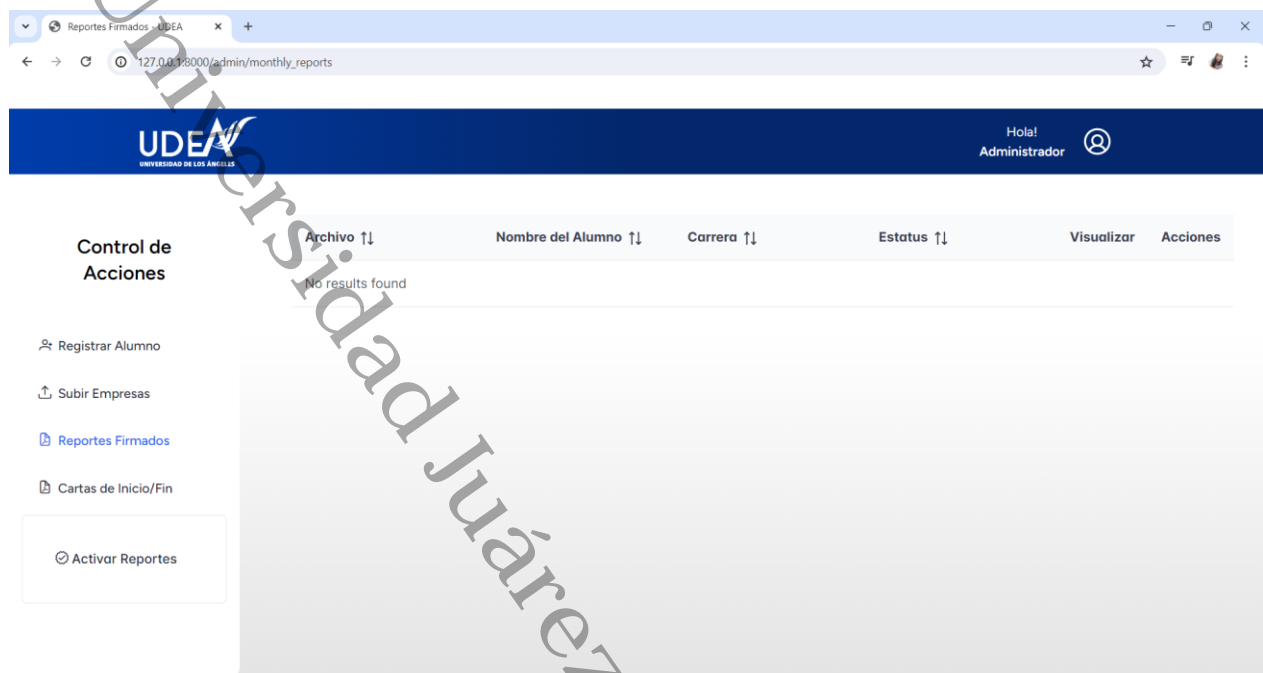 Reportes Firmados - UDEA
127.0.0.1:8000/admin/monthly_reports
UDEA
UNIVERSIDAD DE LOS ÁNGELES
Hola!
Administrador
Control de
Acciones
Registrar Alumno
Subir Empresas
Reportes Firmados
Cartas de Inicio/Fin
Activar Reportes
Archivo Nombre del Alumno Carrera Estatus Visualizar Acciones
No results found
Universidad Juárez